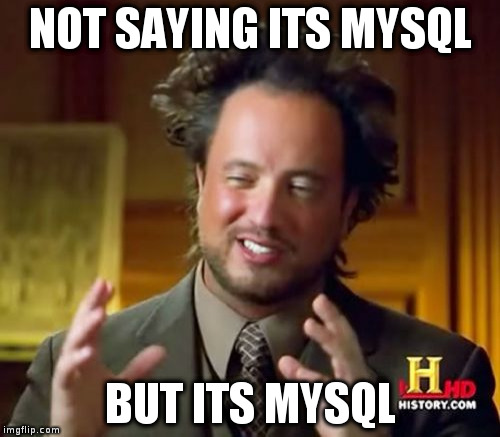 NOT SAYING ITS MYSQL
BUT ITS MYSQL
H HD
HISTORY.COM
imgflip.com